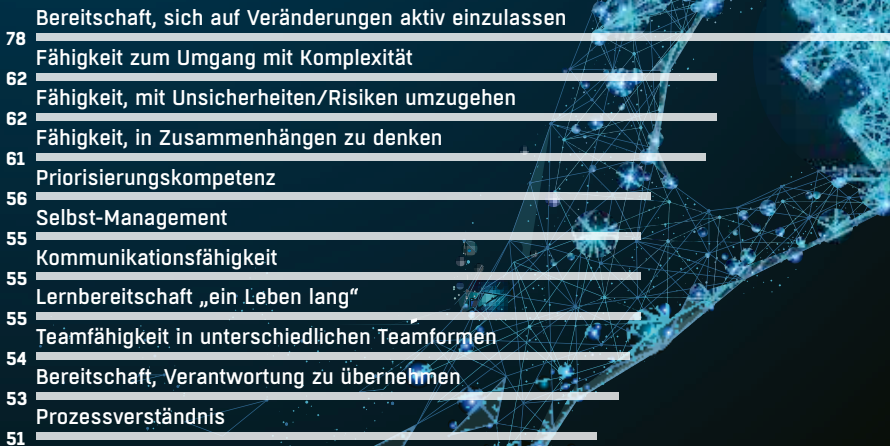 Bereitschaft, sich auf Veränderungen aktiv einzulassen
78
Fähigkeit zum Umgang mit Komplexität
62
Fähigkeit, mit Unsicherheiten/Risiken umzugehen
62
Fähigkeit, in Zusammenhängen zu denken
61
Priorisierungskompetenz
56
Selbst-Management
55
Kommunikationsfähigkeit
55
Lernbereitschaft „ein Leben lang“
55
Teamfähigkeit in unterschiedlichen Teamformen
54
Bereitschaft, Verantwortung zu übernehmen
53
Prozessverständnis
51